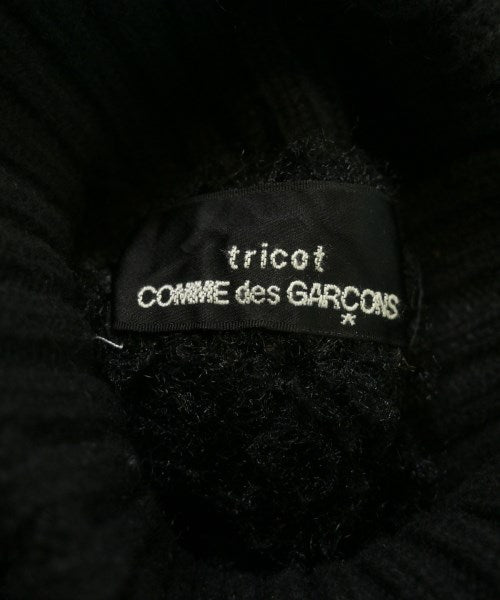 tricot
COMME des GARÇONS
*